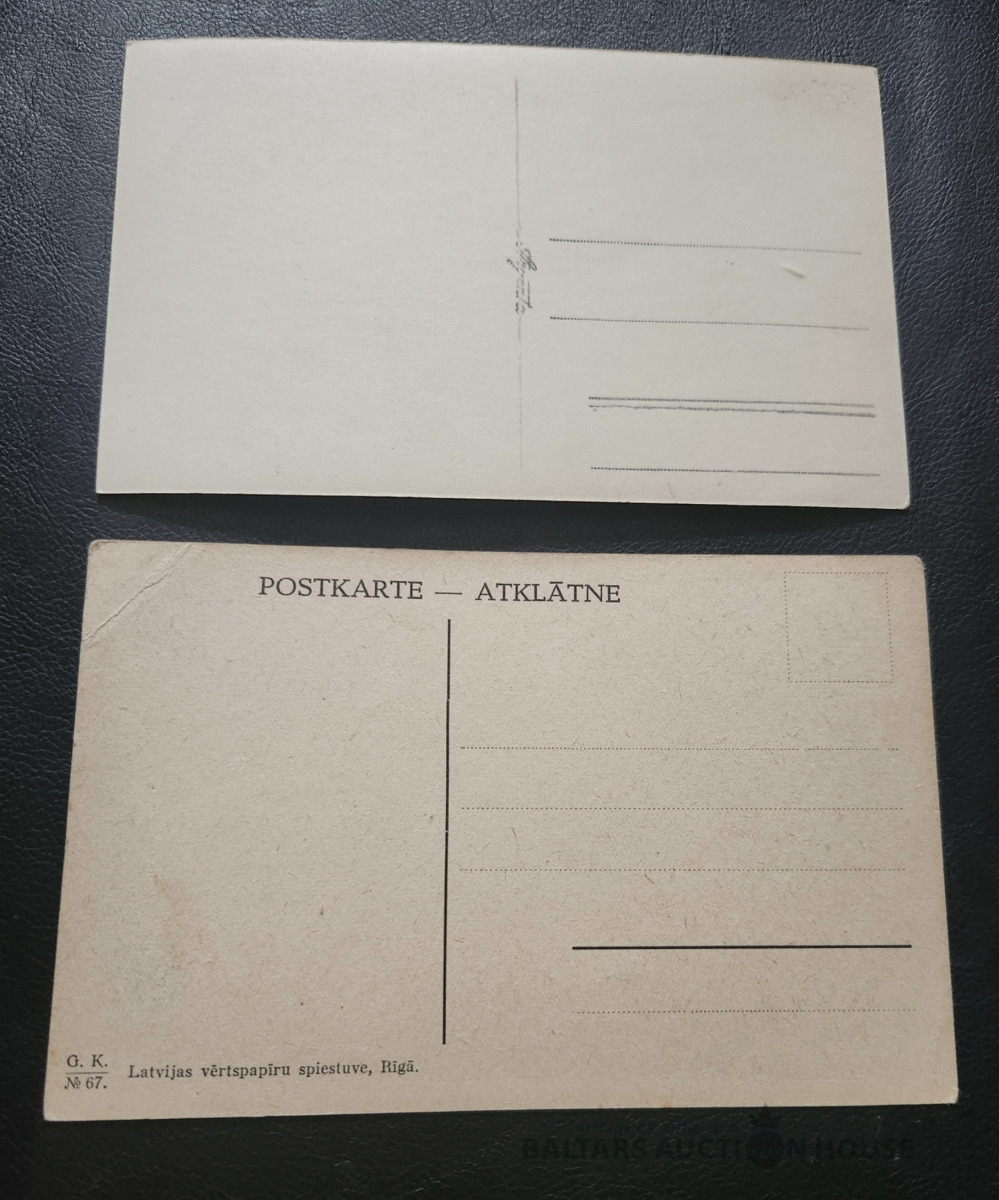 POSTKARTE — ATKLĀTNE
G. K.
№ 67.
Latvijas vērtspapīru spiestuve, Rīgā.
BALTARS AUCTION HOUSE